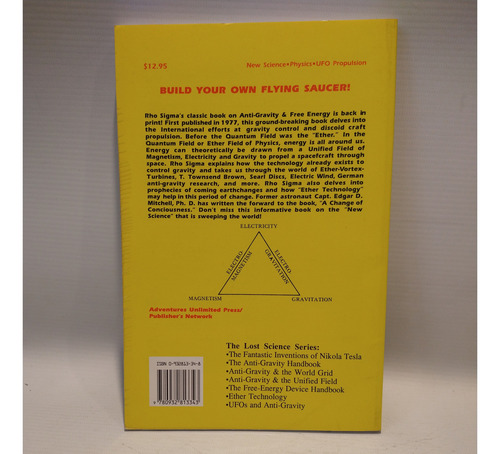 $12.95
New Science•Physics•UFO Propulsion
BUILD YOUR OWN FLYING SAUCER!
Rho Sigma's classic book on Anti-Gravity & Free Energy is back in
print! First published in 1977, this ground-breaking book delves into
the international efforts at gravity control and discoid craft
propulsion. Before the Quantum Field was the "Ether." In the
Quantum Field or Ether Field of Physics, energy is all around us.
Energy can theoretically be drawn from a Unified Field of
Magnetism, Electricity and Gravity to propel a spacefcraft through
space. Rho Sigma explains how the technology already exists to
control gravity and takes us through the world of Ether-Vortex-
Turbines, T. Townsend Brown, Searl Discs, Electric Wind, German
anti-gravity research, and more. Rho Sigma also delves into
prophecies of coming earthchanges and how "Ether Technology"
may help in this period of change. Former astronaut Capt. Edgar D.
Mitchell, Ph. D. has written the forward to the book, "A Change of
Conciousness." Don't miss this informative book on the "New
Science" that is sweeping the world!
ELECTRICITY
ELECTRO
MAGNETISM
ELECTRO
GRAVITATION
MAGNETISM
GRAVITATION
Adventures Unlimited Press/
Publisher's Network
The Lost Science Series:
•The Fantastic Inventions of Nikola Tesla
•The Anti-Gravity Handbook
•Anti-Gravity & the World Grid
•Anti-Gravity & the Unified Field
•The Free-Energy Device Handbook
•Ether Technology
•UFOs and Anti-Gravity
ISBN 0-932813-34-8
9780932813343